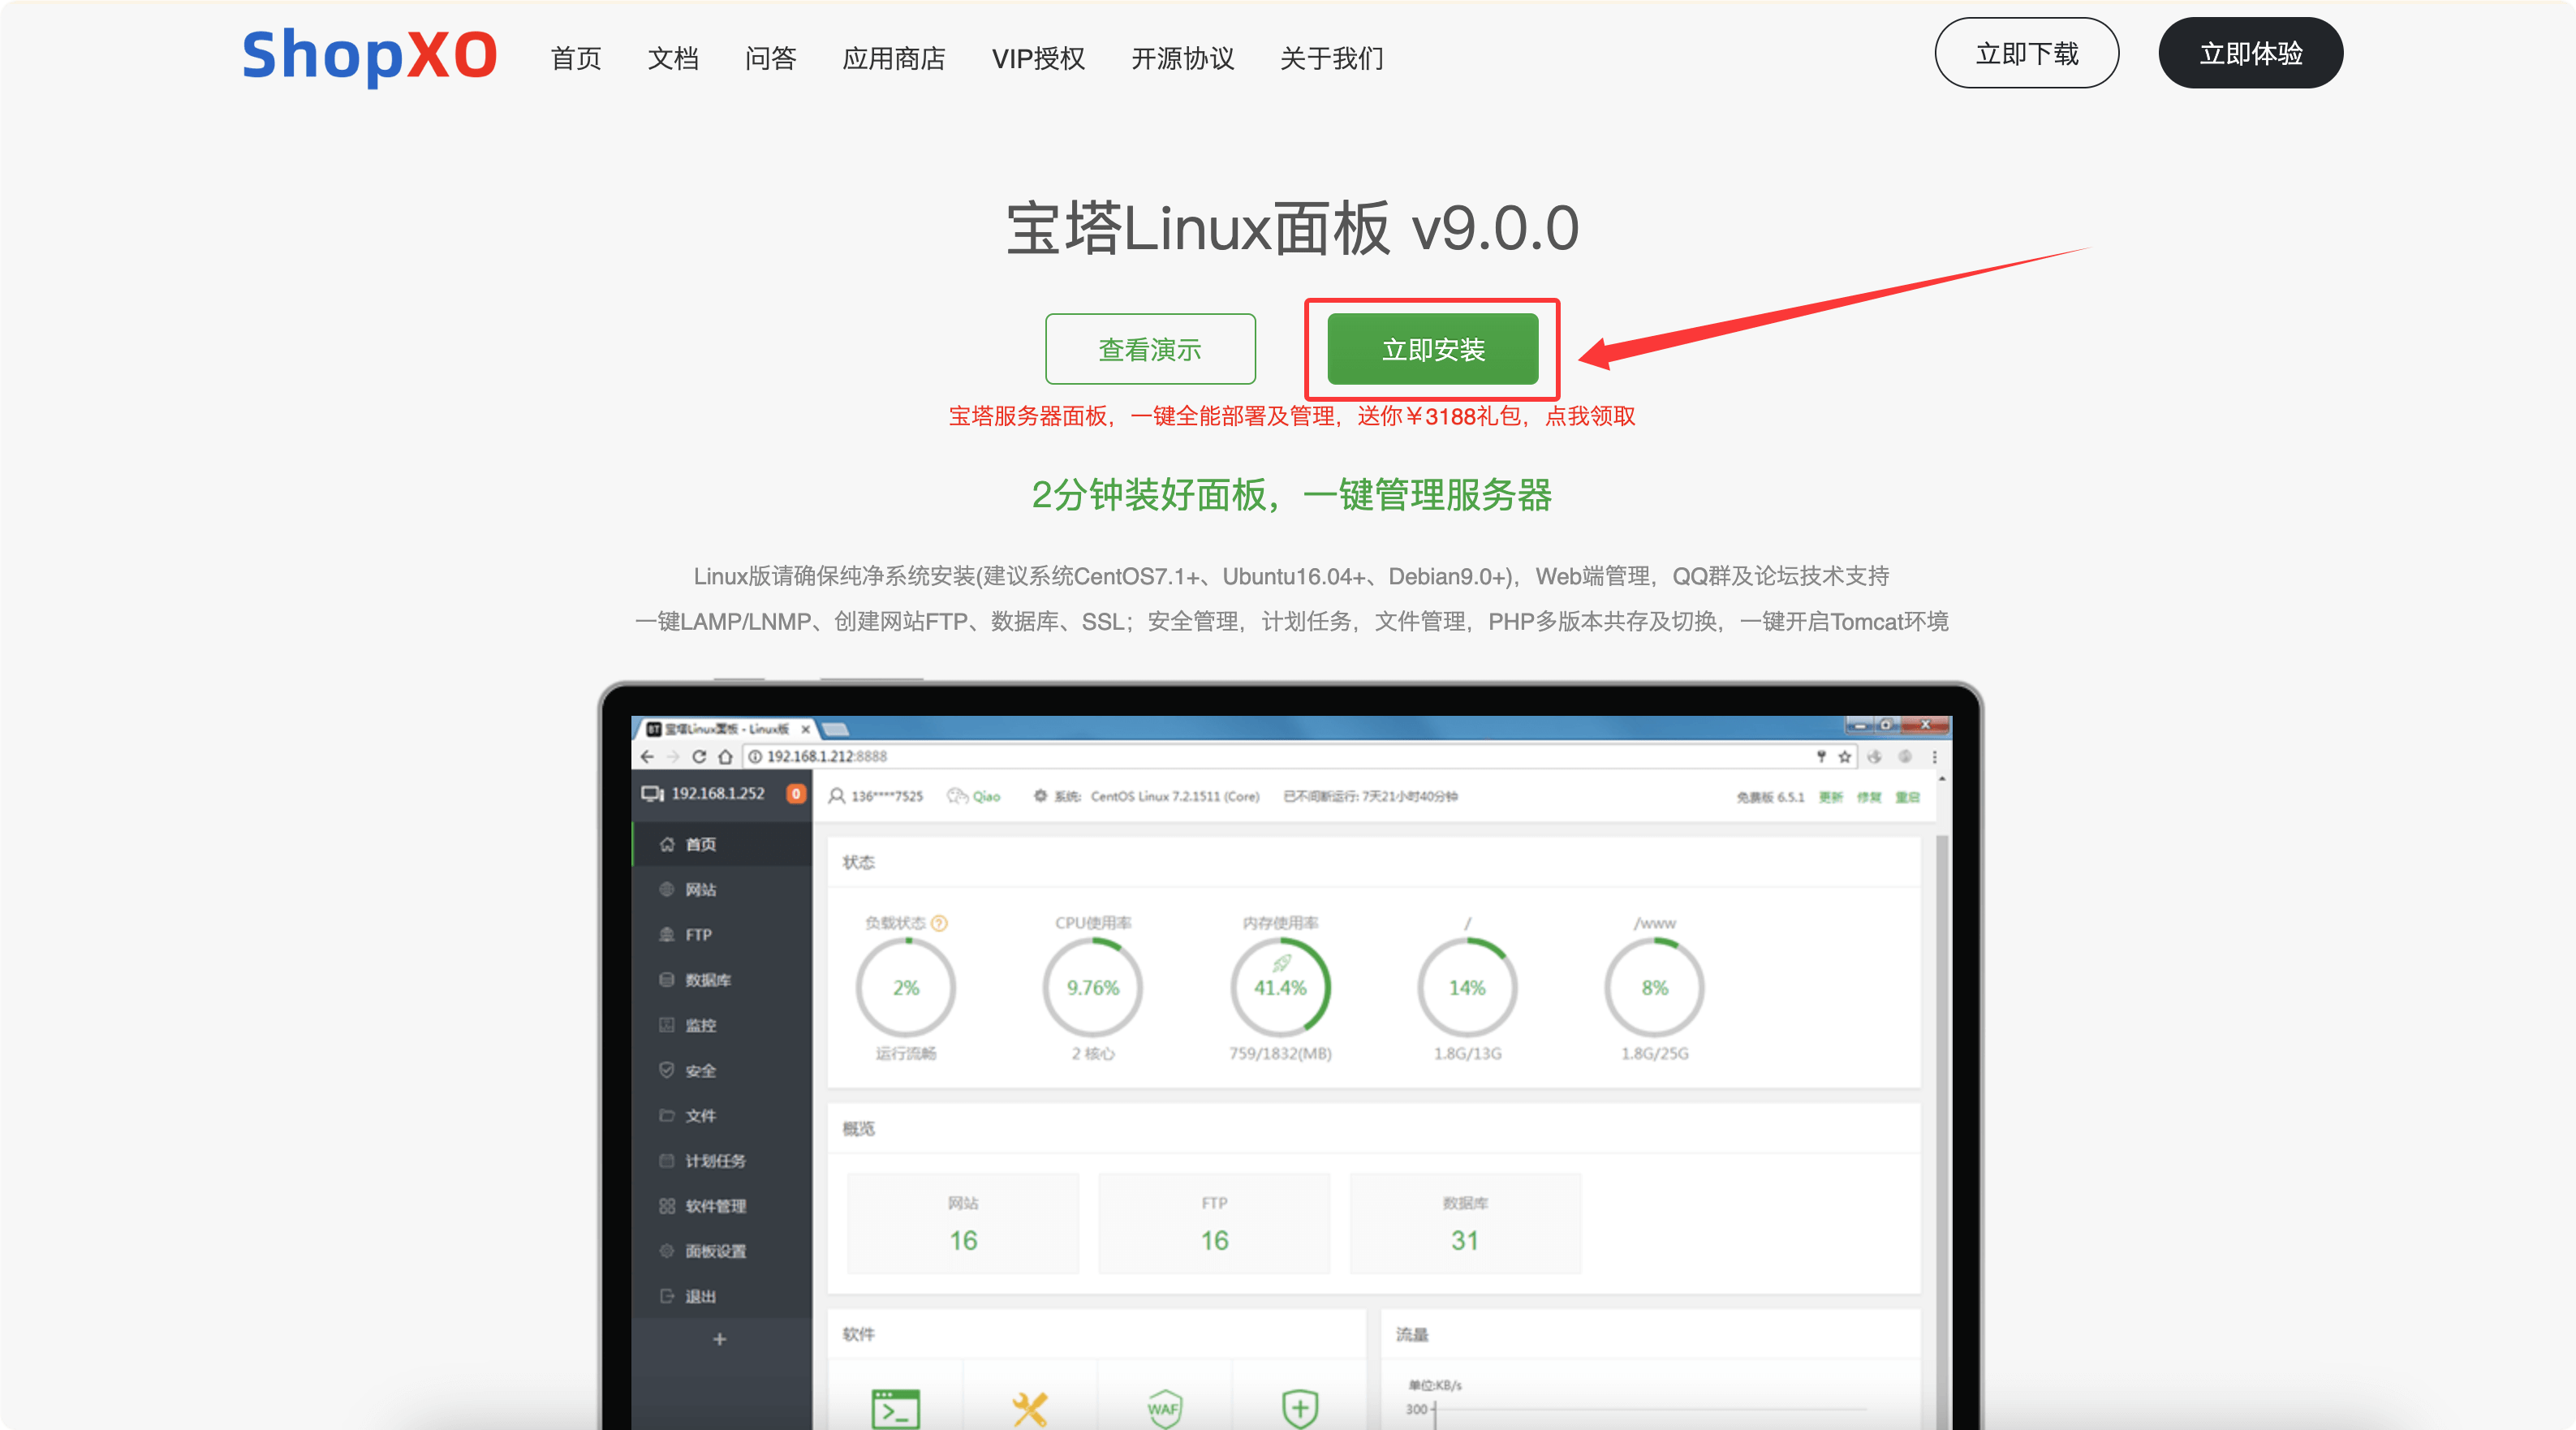 ShopXO 首页 文档 问答 应用商店 VIP授权 开源协议 关于我们 立即下载 立即体验
宝塔Linux面板 v9.0.0
查看演示 立即安装
宝塔服务器面板，一键全能部署及管理，送你￥3188礼包，点我领取
2分钟装好面板，一键管理服务器
Linux版请确保纯净系统安装(建议系统CentOS7.1+、Ubuntu16.04+、Debian9.0+)，Web端管理，QQ群及论坛技术支持
一键LAMP/LNMP、创建网站FTP、数据库、SSL；安全管理，计划任务，文件管理，PHP多版本共存及切换，一键开启Tomcat环境
BT 宝塔Linux面板 - Linux版
192.168.1.212:8888
192.168.1.252 0 136****7525 Qiao 系统: CentOS Linux 7.2.1511 (Core) 已不间断运行: 7天21小时40分钟 免费版 6.5.1 更新 修复 重启
首页
网站
FTP
数据库
监控
安全
文件
计划任务
软件管理
面板设置
退出
状态
负载状态 CPU使用率 内存使用率 / /www
2% 9.76% 41.4% 14% 8%
运行流畅 2 核心 759/1832(MB) 1.8G/13G 1.8G/25G
概览
网站 FTP 数据库
16 16 31
软件 流量
WAF
单位:KB/s
300